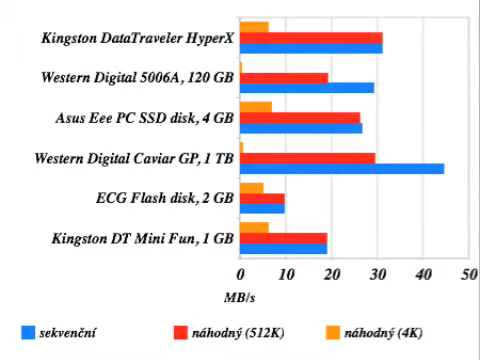 Kingston DataTraveler HyperX
Western Digital 5006A, 120 GB
Asus Eee PC SSD disk, 4 GB
Western Digital Caviar GP, 1 TB
ECG Flash disk, 2 GB
Kingston DT Mini Fun, 1 GB
0 10 20 30 40 50
MB/s
sekvenční náhodný (512K) náhodný (4K)